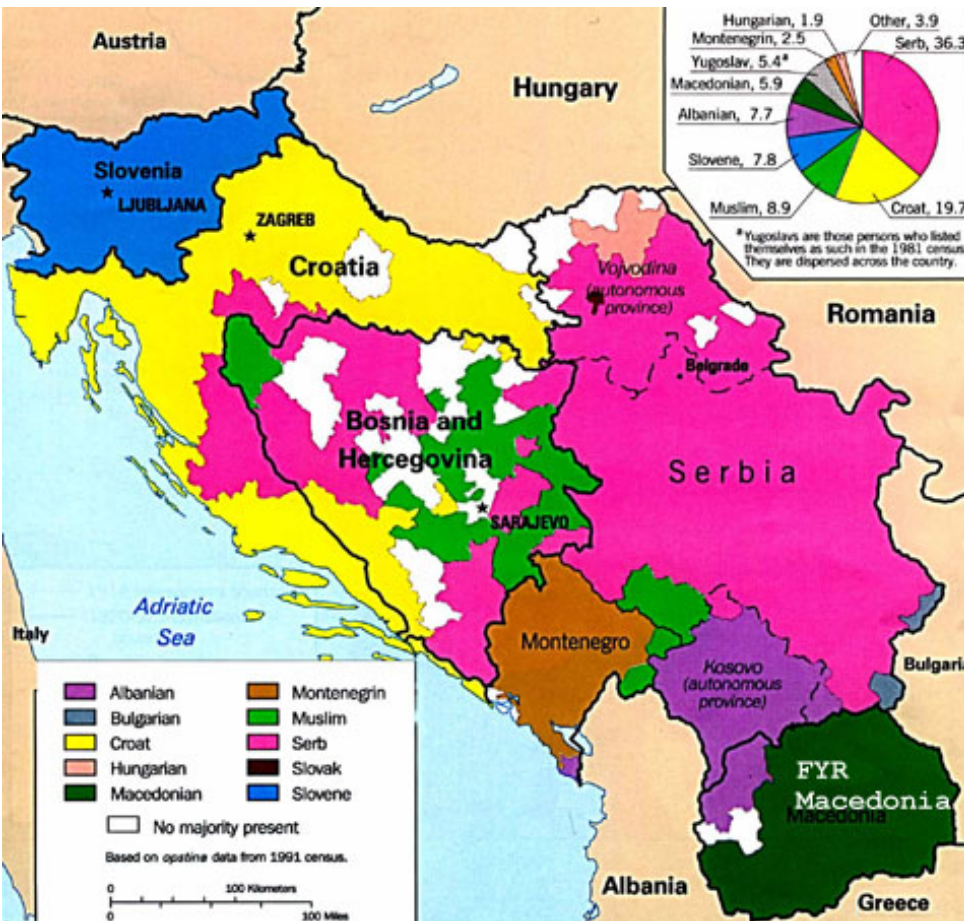 Austria
Hungary
Hungarian, 1.9
Other, 3.9
Montenegrin, 2.5
Serb, 36.3
Yugoslav, 5.4ª
Macedonian, 5.9
Albanian, 7.7
Slovene, 7.8
Muslim, 8.9
Croat, 19.7
ªYugoslavs are those persons who listed
themselves as such in the 1981 census
They are dispersed across the country.
Slovenia
LJUBLJANA
ZAGREB
Croatia
Vojvodina
(autonomous
province)
Romania
Belgrade
Bosnia and
Hercegovina
Serbia
SARAJEVO
Adriatic
Sea
Italy
Montenegro
Kosovo
(autonomous
province)
Bulgaria
FYR
Macedonia
Macedonia
Albania
Greece
Albanian
Bulgarian
Croat
Hungarian
Macedonian
Montenegrin
Muslim
Serb
Slovak
Slovene
No majority present
Based on opština data from 1991 census.
0 100 Kilometers
0 100 Miles